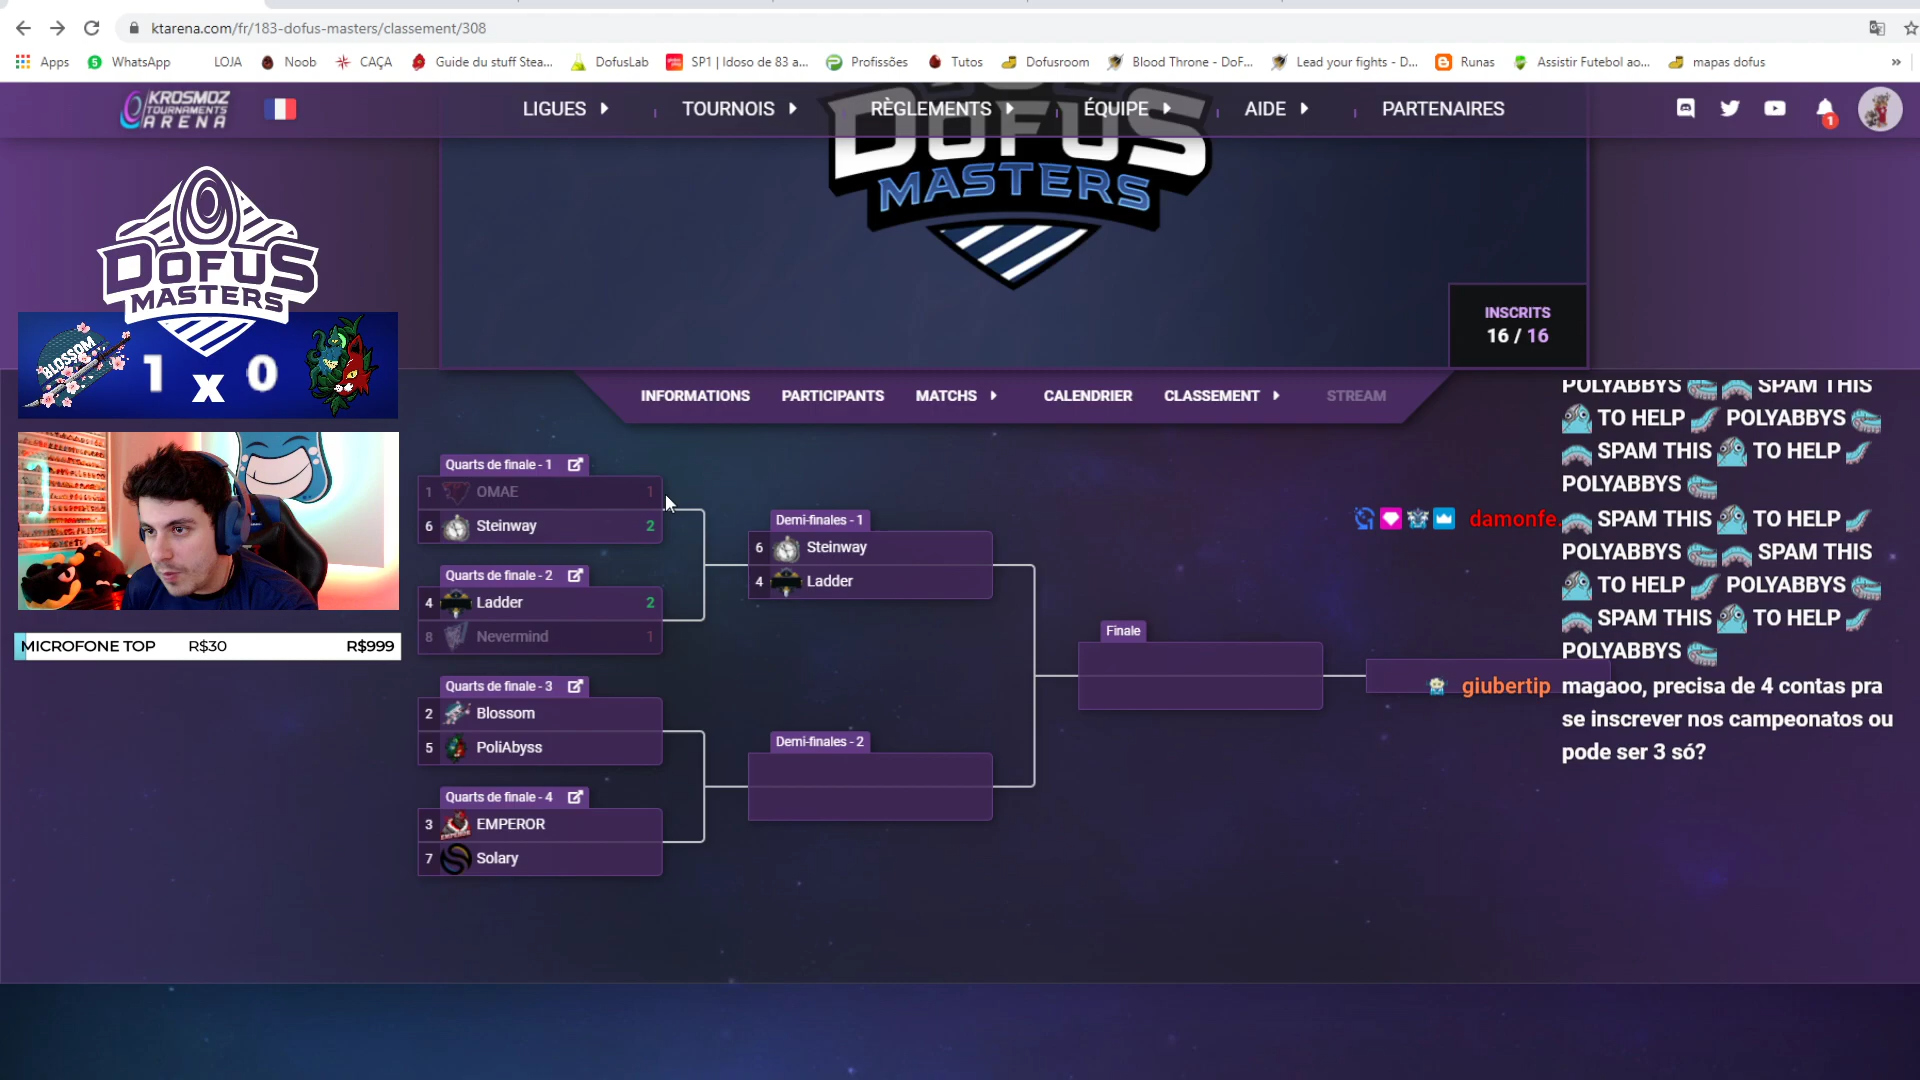 ktarena.com/fr/183-dofus-masters/classement/308
Apps WhatsApp LOJA Noob CAÇA Guide du stuff Stea... DofusLab SP1 | Idoso de 83 a... Profissões Tutos Dofusroom Blood Throne - DoF... Lead your fights - D... Runas Assistir Futebol ao... mapas dofus »
KROSMOZ
TOURNAMENTS
ARENA
LIGUES TOURNOIS RÈGLEMENTS ÉQUIPE AIDE PARTENAIRES
1
DOFUS
MASTERS
DOFUS
MASTERS
INSCRITS
16 / 16
BLOSSOM
1 x 0
INFORMATIONS PARTICIPANTS MATCHS CALENDRIER CLASSEMENT STREAM
Quarts de finale - 1
1 OMAE 1
6 Steinway 2
Quarts de finale - 2
4 Ladder 2
8 Nevermind 1
Quarts de finale - 3
2 Blossom
5 PoliAbyss
Quarts de finale - 4
3 EMPEROR
7 Solary
Demi-finales - 1
6 Steinway
4 Ladder
Demi-finales - 2
Finale
MICROFONE TOP R$30 R$999
POLYABBYS SPAM THIS
TO HELP POLYABBYS
SPAM THIS TO HELP
POLYABBYS
damonfe. SPAM THIS TO HELP
POLYABBYS SPAM THIS
TO HELP POLYABBYS
SPAM THIS TO HELP
POLYABBYS
giubertip magaoo, precisa de 4 contas pra
se inscrever nos campeonatos ou
pode ser 3 só?